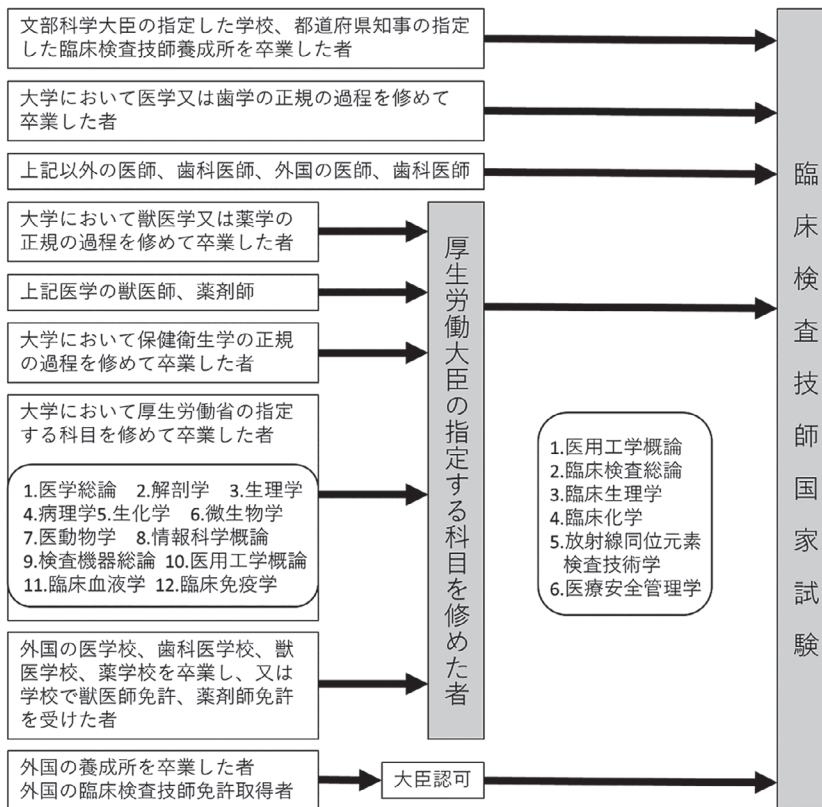 文部科学大臣の指定した学校、都道府県知事の指定
した臨床検査技師養成所を卒業した者
大学において医学又は歯学の正規の過程を修めて
卒業した者
上記以外の医師、歯科医師、外国の医師、歯科医師
大学において獣医学又は薬学の
正規の過程を修めて卒業した者
上記医学の獣医師、薬剤師
大学において保健衛生学の正規
の過程を修めて卒業した者
大学において厚生労働省の指定
する科目を修めて卒業した者
1.医学総論 2.解剖学 3.生理学
4.病理学5.生化学 6.微生物学
7.医動物学 8.情報科学概論
9.検査機器総論 10.医用工学概論
11.臨床血液学 12.臨床免疫学
外国の医学校、歯科医学校、獣
医学校、薬学校を卒業し、又は
学校で獣医師免許、薬剤師免許
を受けた者
外国の養成所を卒業した者
外国の臨床検査技師免許取得者
大臣認可
厚生労働大臣の指定する科目を修めた者
1.医用工学概論
2.臨床検査総論
3.臨床生理学
4.臨床化学
5.放射線同位元素
検査技術学
6.医療安全管理学
臨床検査技師国家試験